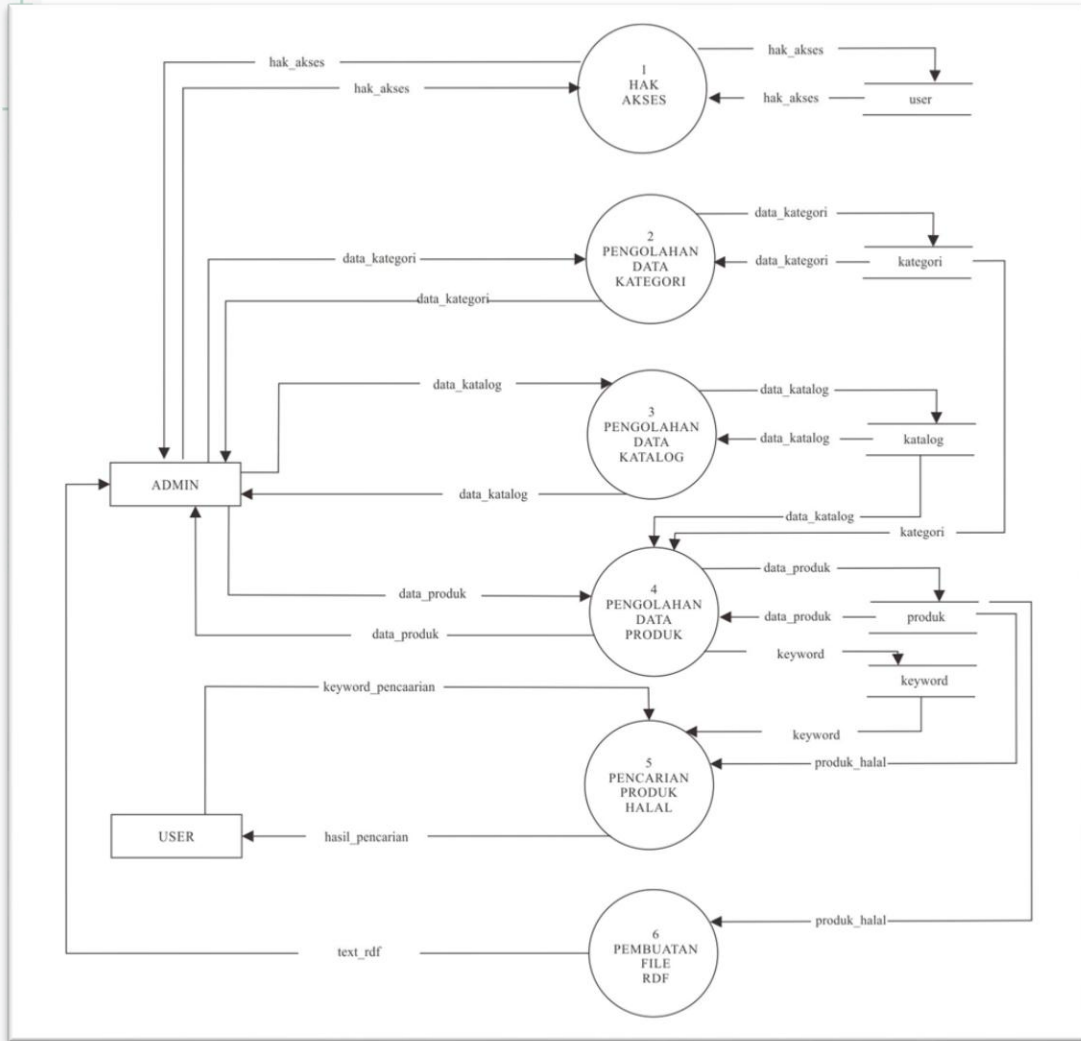 hak_akses
hak_akses
1
HAK
AKSES
hak_akses
hak_akses
user
data_kategori
data_kategori
2
PENGOLAHAN
DATA
KATEGORI
data_kategori
data_kategori
kategori
data_katalog
3
PENGOLAHAN
DATA
KATALOG
data_katalog
data_katalog
katalog
ADMIN
data_katalog
data_katalog
kategori
data_produk
data_produk
4
PENGOLAHAN
DATA
PRODUK
data_produk
data_produk
produk
keyword
keyword
keyword_pencaarian
keyword
produk_halal
5
PENCARIAN
PRODUK
HALAL
USER
hasil_pencarian
produk_halal
text_rdf
6
PEMBUATAN
FILE
RDF